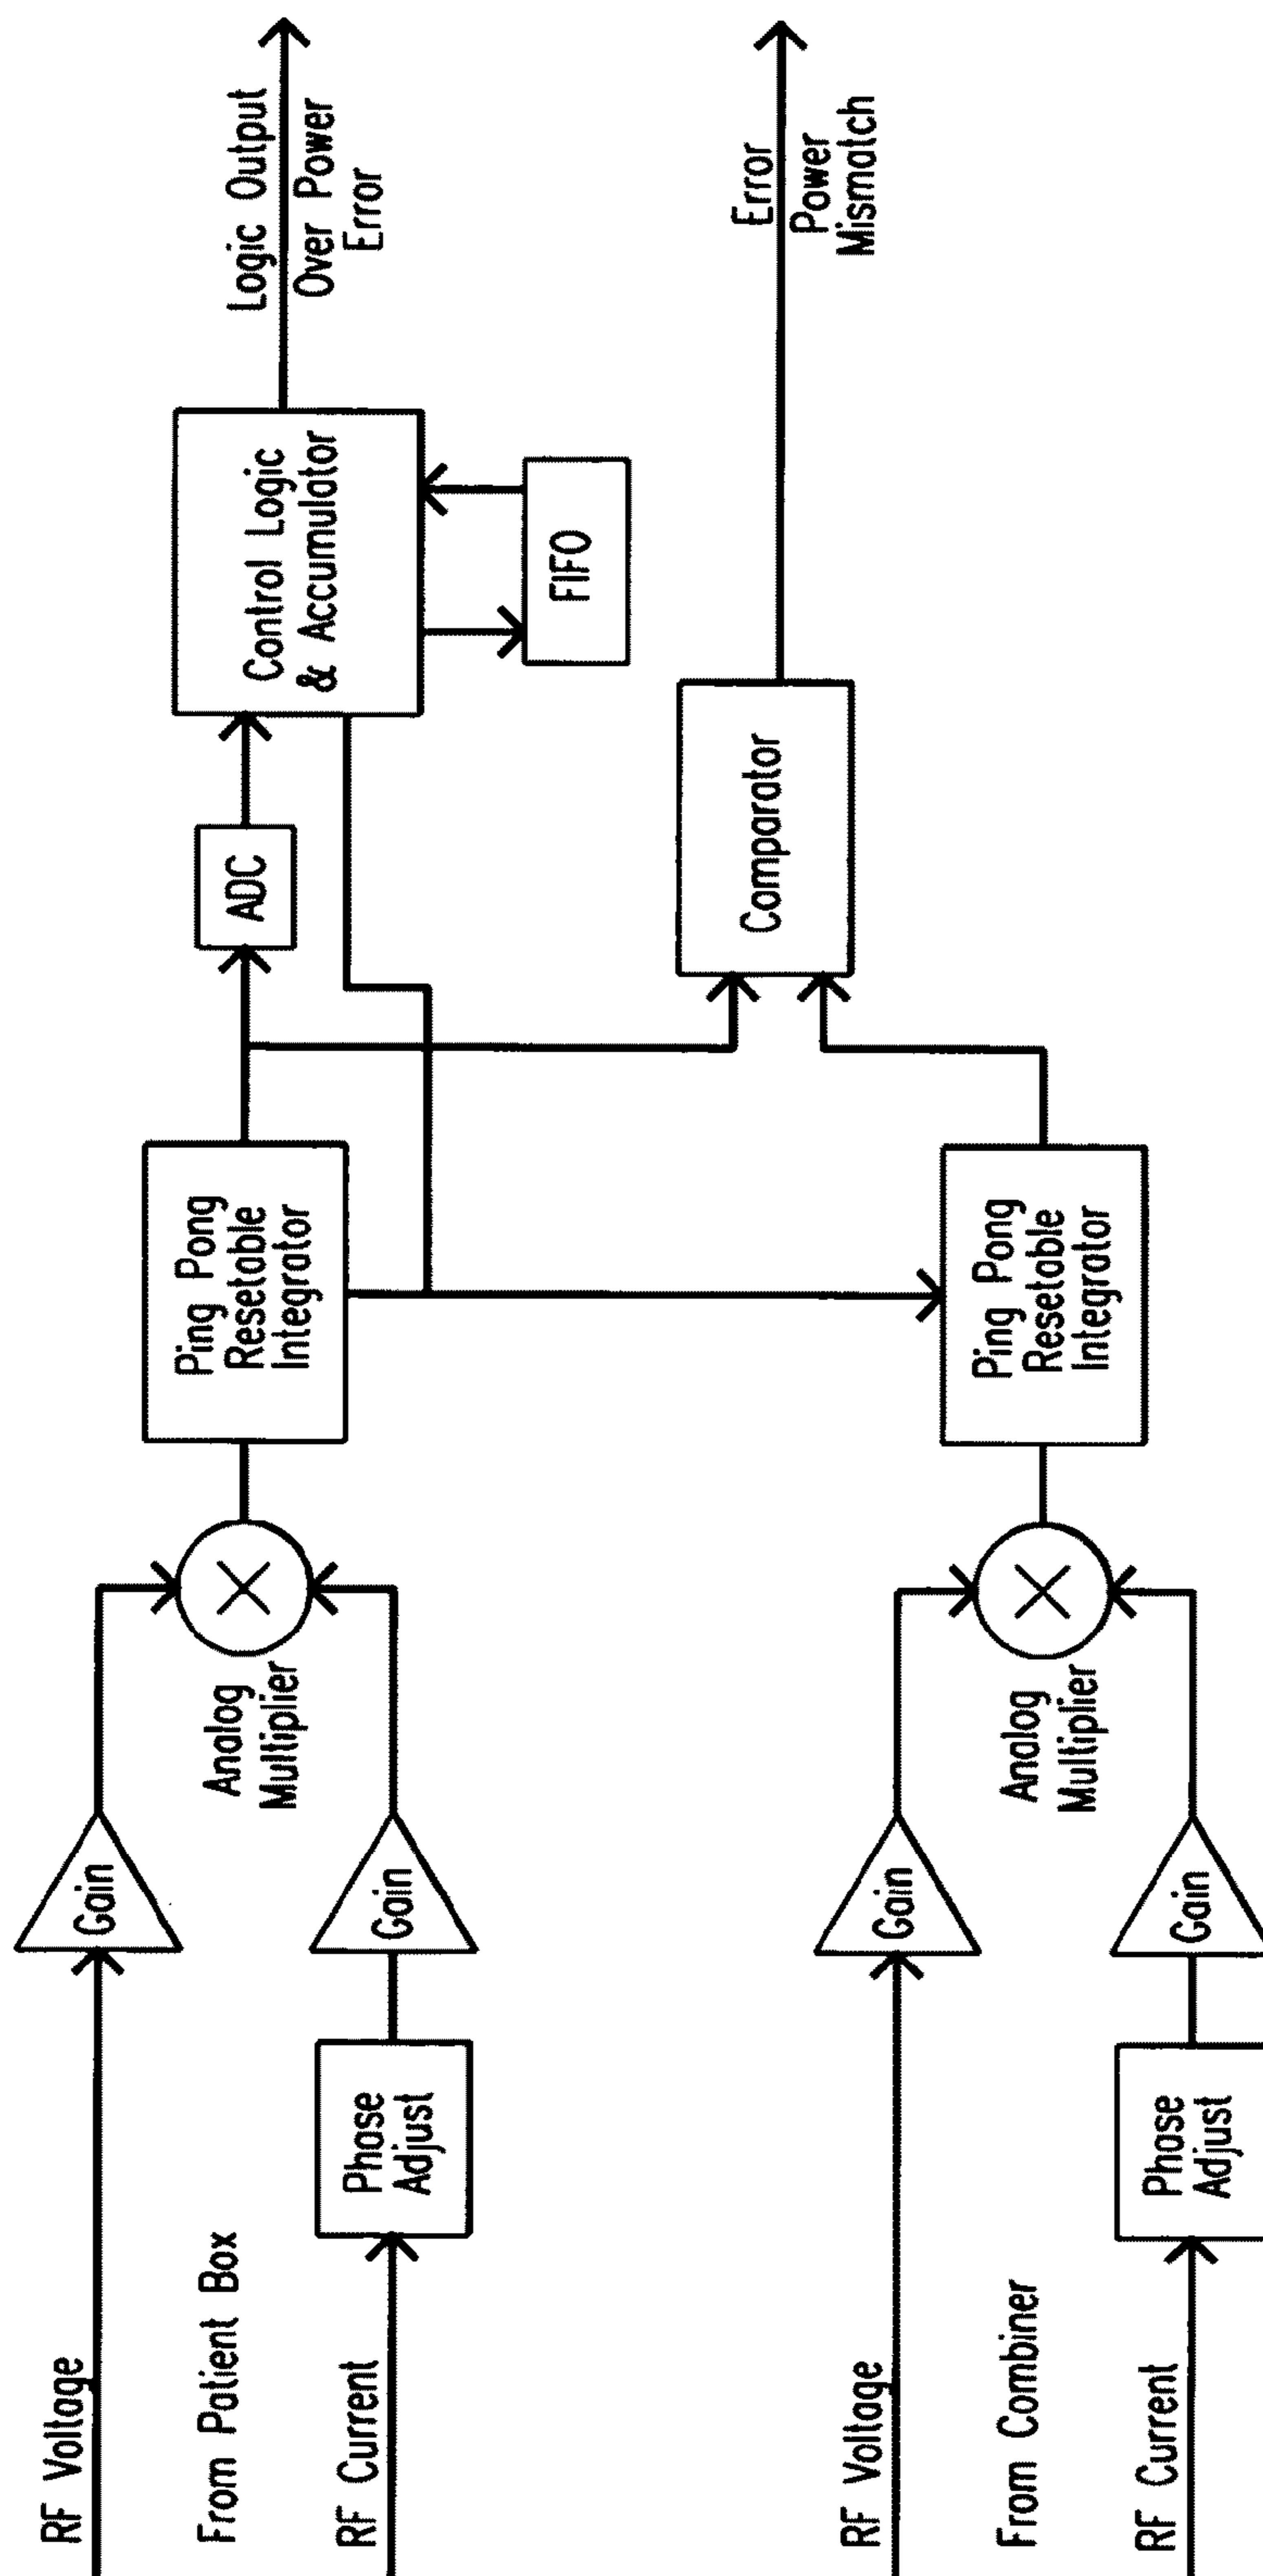 RF Voltage
From Patient Box
RF Current
Phase
Adjust
Gain
Gain
Analog
Multiplier
Ping Pong
Resetable
Integrator
ADC
Control Logic
& Accumulator
FIFO
Logic Output
Over Power
Error
RF Voltage
From Combiner
RF Current
Phase
Adjust
Gain
Gain
Analog
Multiplier
Ping Pong
Resetable
Integrator
Comparator
Error
Power
Mismatch